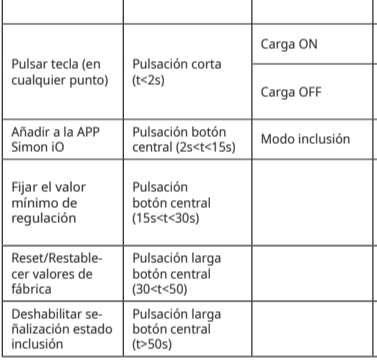 Pulsar tecla (en
cualquier punto)
Pulsación corta
(t<2s)
Carga ON
Carga OFF
Añadir a la APP
Simon iO
Pulsación botón
central (2s<t<15s)
Modo inclusión
Fijar el valor
mínimo de
regulación
Pulsación
botón central
(15s<t<30s)
Reset/Restable-
cer valores de
fábrica
Pulsación larga
botón central
(30<t<50)
Deshabilitar se-
ñalización estado
inclusión
Pulsación larga
botón central
(t>50s)